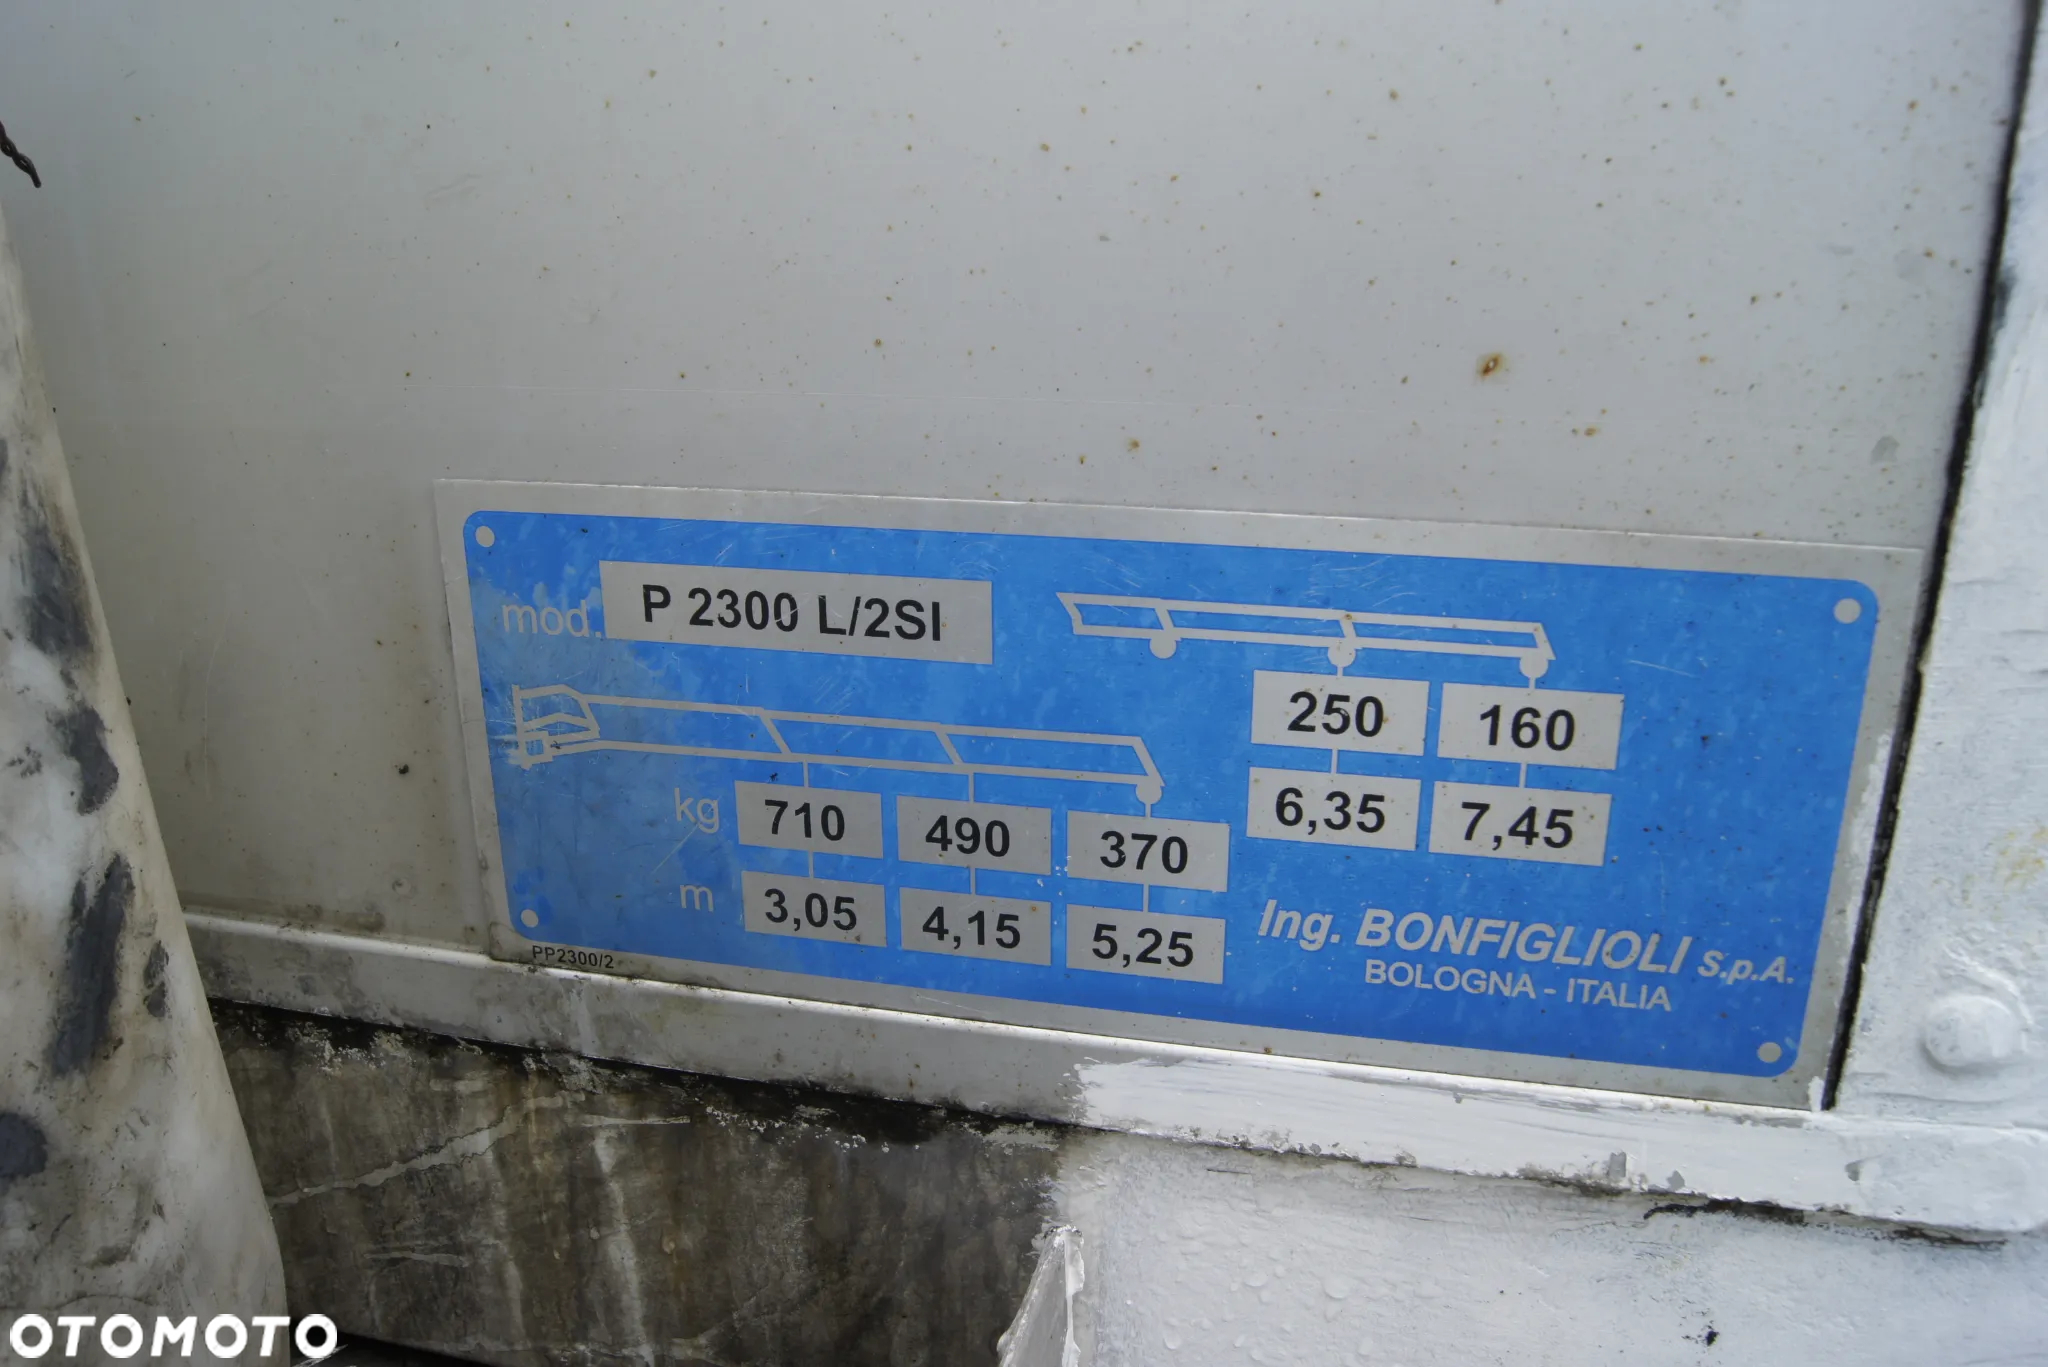 mod. P 2300 L/2SI
250 160
6,35 7,45
kg 710 490 370
m 3,05 4,15 5,25
Ing. BONFIGLIOLI s.p.A.
BOLOGNA - ITALIA
PP2300/2
OTOMOTO